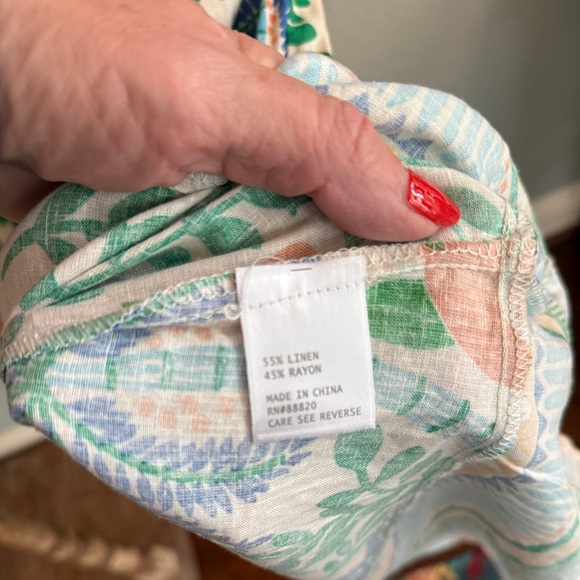 55% LINEN
45% RAYON
MADE IN CHINA
RN#88820
CARE SEE REVERSE